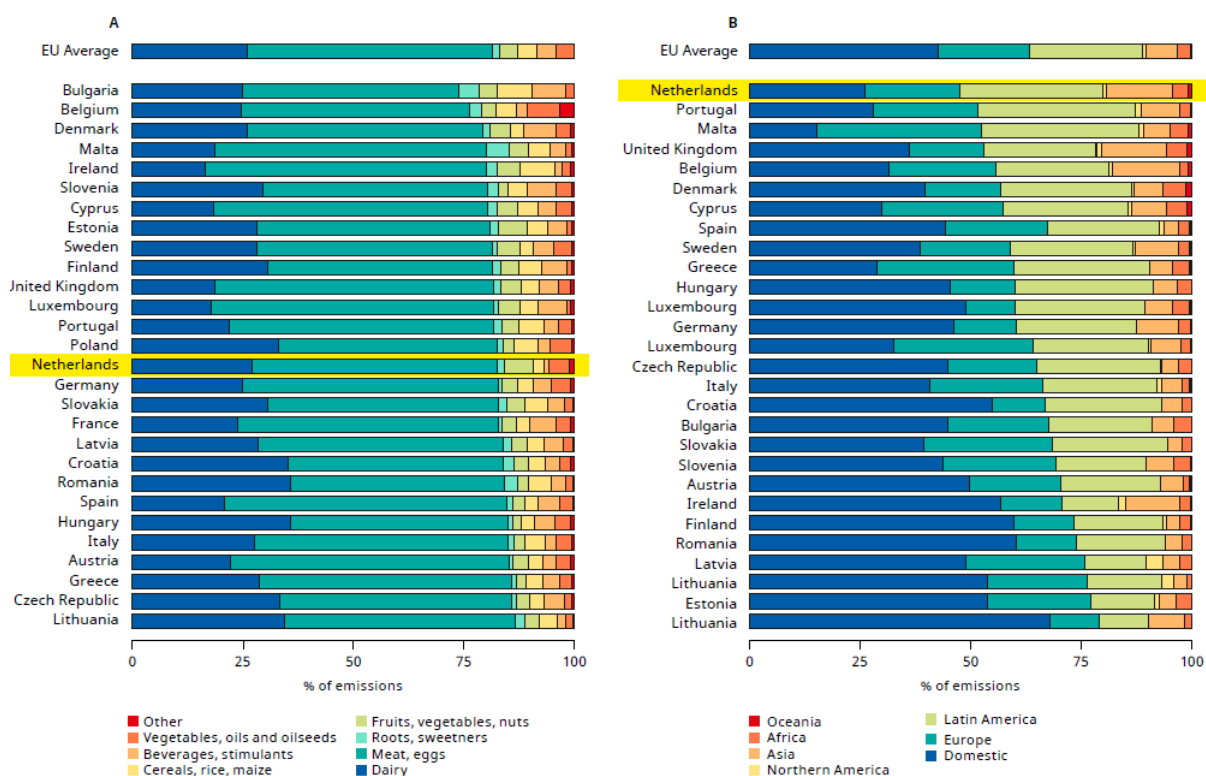 A
EU Average
Bulgaria
Belgium
Denmark
Malta
Ireland
Slovenia
Cyprus
Estonia
Sweden
Finland
United Kingdom
Luxembourg
Portugal
Poland
Netherlands
Germany
Slovakia
France
Latvia
Croatia
Romania
Spain
Hungary
Italy
Austria
Greece
Czech Republic
Lithuania
0 25 50 75 100
% of emissions
Other
Vegetables, oils and oilseeds
Beverages, stimulants
Cereals, rice, maize
Fruits, vegetables, nuts
Roots, sweetners
Meat, eggs
Dairy
B
EU Average
Netherlands
Portugal
Malta
United Kingdom
Belgium
Denmark
Cyprus
Spain
Sweden
Greece
Hungary
Luxembourg
Germany
Luxembourg
Czech Republic
Italy
Croatia
Bulgaria
Slovakia
Slovenia
Austria
Ireland
Finland
Romania
Latvia
Lithuania
Estonia
Lithuania
0 25 50 75 100
% of emissions
Oceania
Africa
Asia
Northern America
Latin America
Europe
Domestic